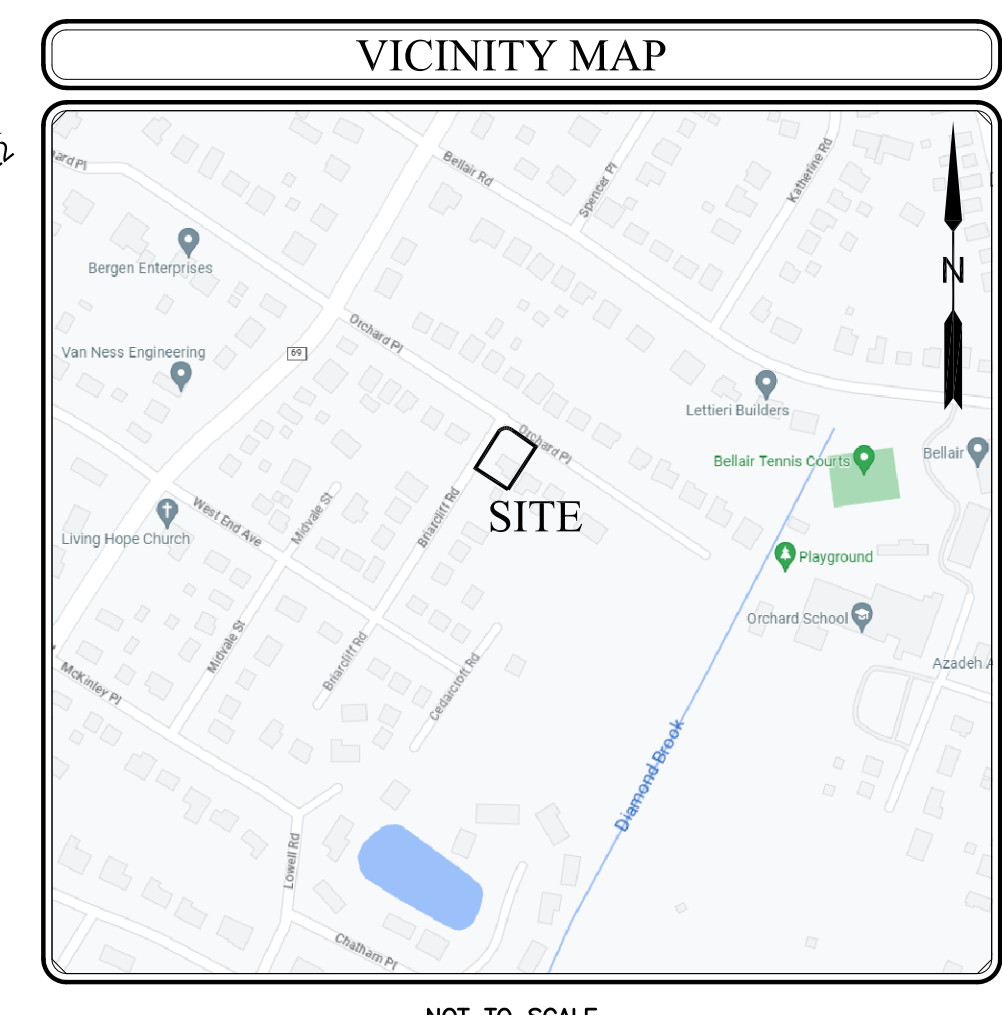 VICINITY MAP
Bellair Rd
Spencer Pl
Katherine Rd
N
Bergen Enterprises
Van Ness Engineering
69
Orchard Pl
Lettieri Builders
Orchard Pl
Bellair Tennis Courts
Bellair
SITE
Living Hope Church
West End Ave
Midvale St
Briarcliff Rd
Playground
Orchard School
Midvale St
Briarcliff Rd
Cedarcroft Rd
Azadeh
McKinley Pl
Diamond Brook
Lowell Rd
Chatham Pl
NOT TO SCALE